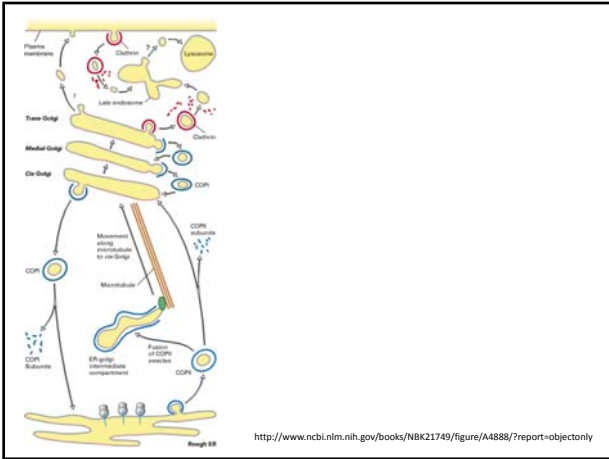 Plasma
membrane
Clathrin
?
Lysosome
Late endosome
?
Trans Golgi
Clathrin
Medial Golgi
Cis Golgi
COPI
Movement
along
microtubule
to cis-Golgi
COPII
subunits
COPI
Microtubule
COPI
Subunits
ER-golgi
intermediate
compartment
Fusion
of COPII
vesicles
COPII
Rough ER
http://www.ncbi.nlm.nih.gov/books/NBK21749/figure/A4888/?report=objectonly